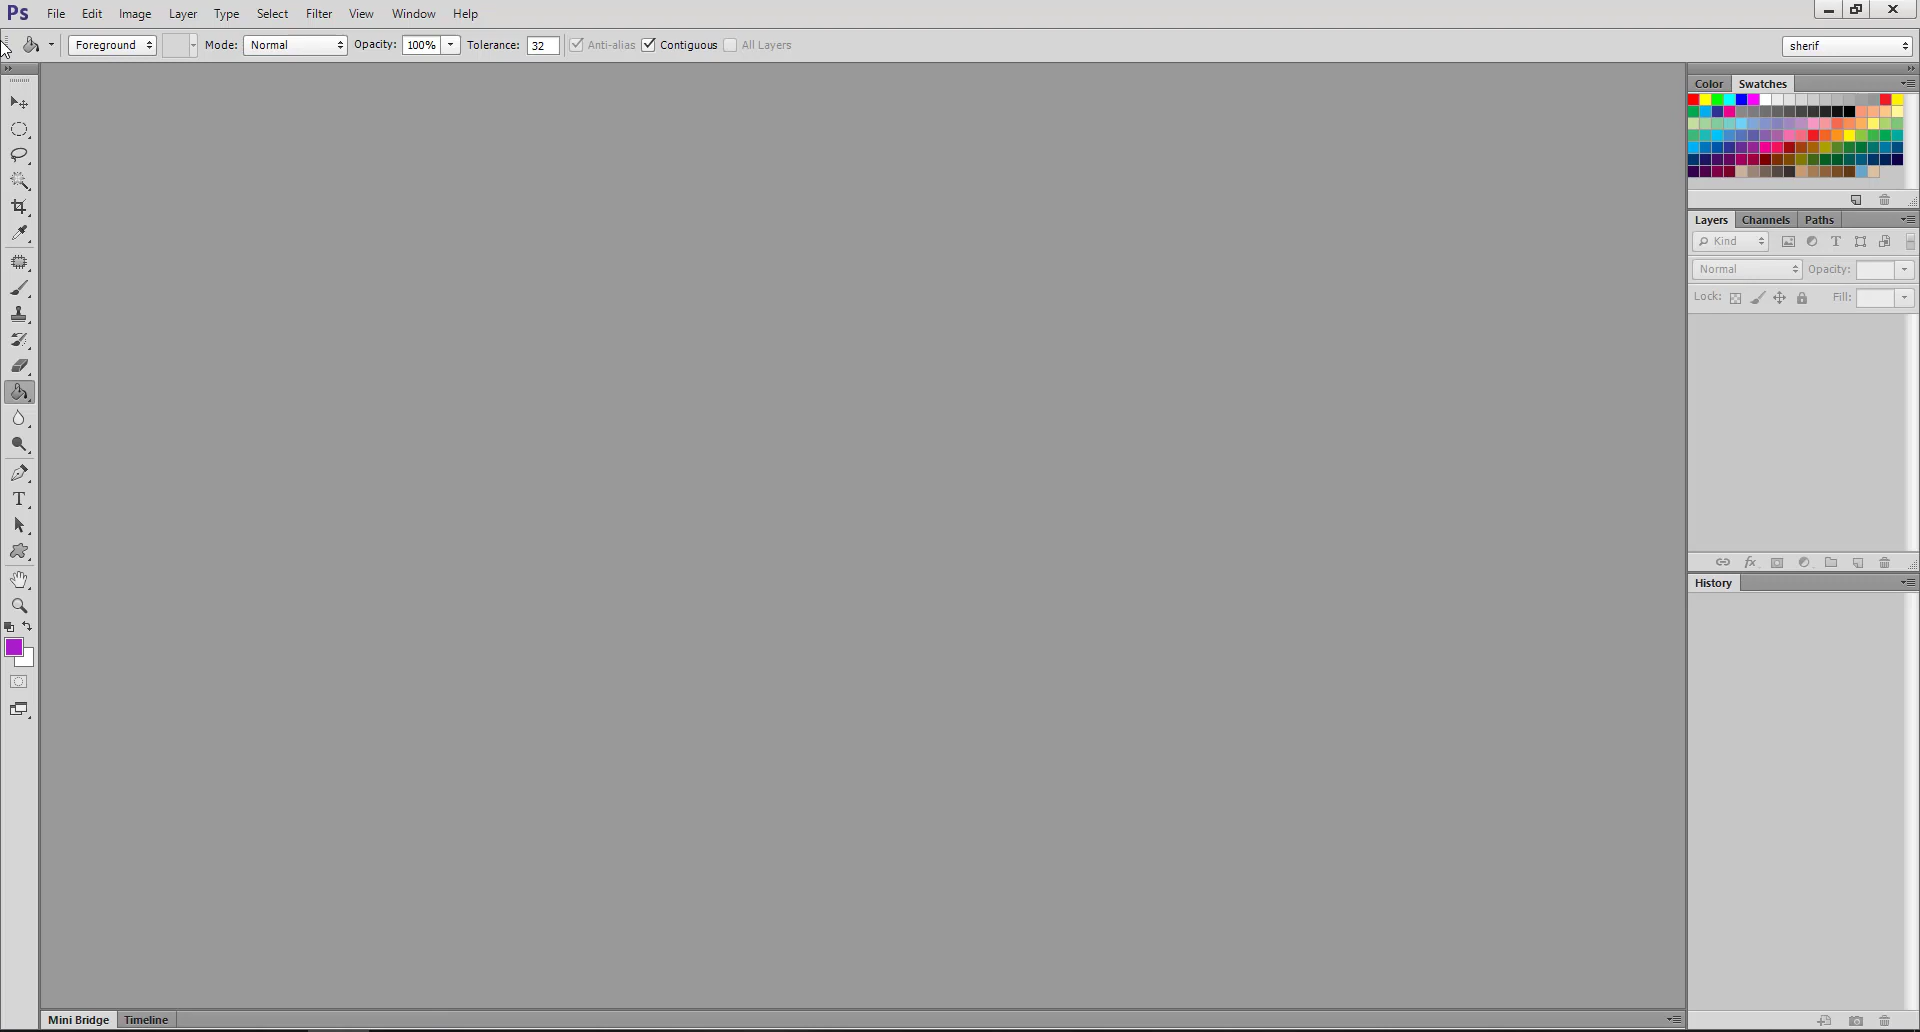 Ps File Edit Image Layer Type Select Filter View Window Help
Foreground Mode: Normal Opacity: 100% Tolerance: 32 Anti-alias Contiguous All Layers sherif
Color Swatches
Layers Channels Paths
Kind T
Normal Opacity:
Lock: Fill:
fx
History
T
Mini Bridge Timeline